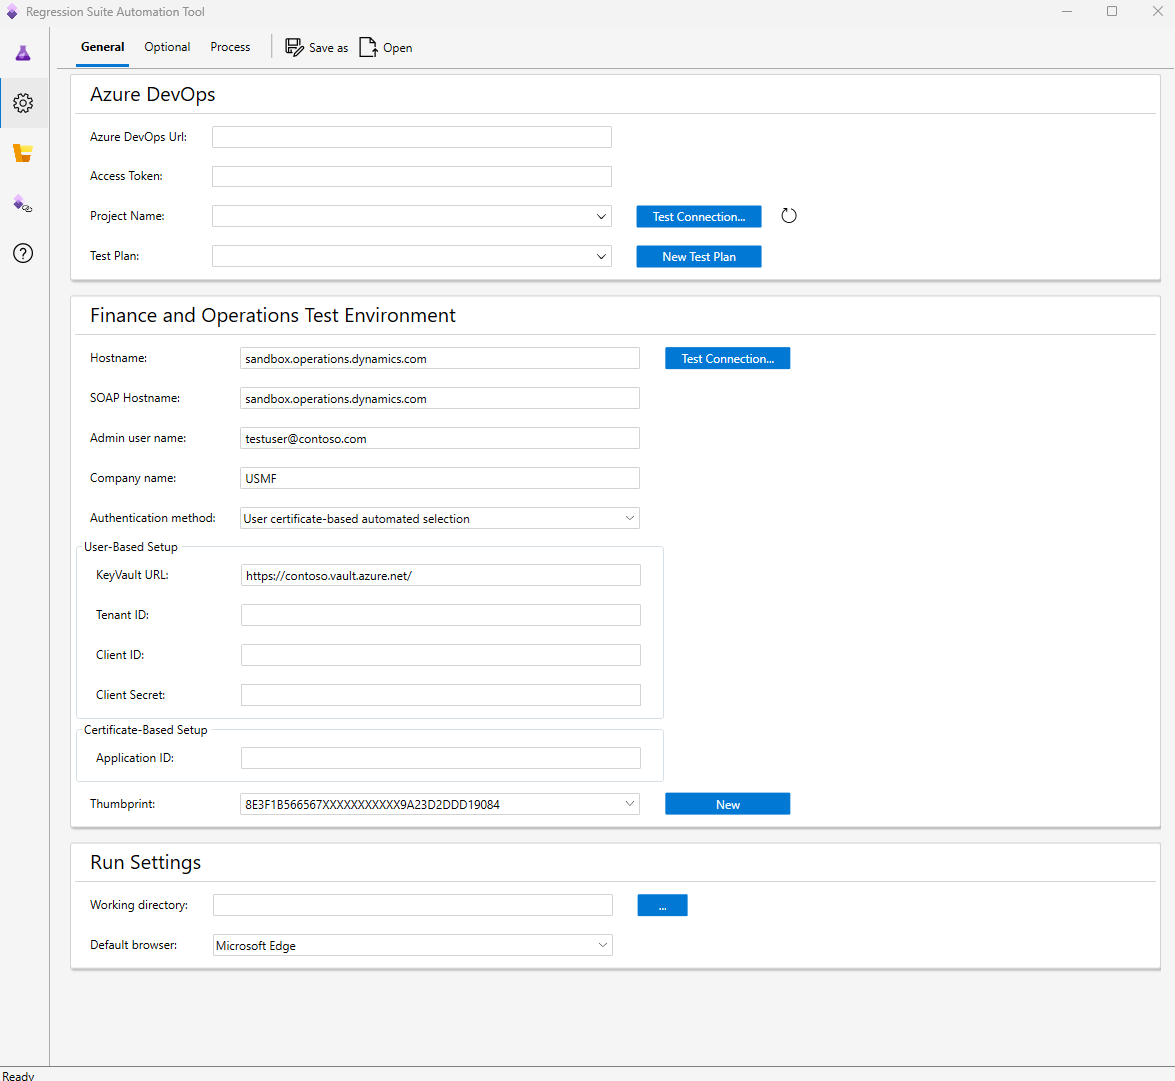 Regression Suite Automation Tool
General Optional Process Save as Open
Azure DevOps
Azure DevOps Url:
Access Token:
Project Name: Test Connection...
Test Plan: New Test Plan
Finance and Operations Test Environment
Hostname: sandbox.operations.dynamics.com Test Connection...
SOAP Hostname: sandbox.operations.dynamics.com
Admin user name: testuser@contoso.com
Company name: USMF
Authentication method: User certificate-based automated selection
User-Based Setup
KeyVault URL: https://contoso.vault.azure.net/
Tenant ID:
Client ID:
Client Secret:
Certificate-Based Setup
Application ID:
Thumbprint: 8E3F1B566567XXXXXXXXXXX9A23D2DDD19084 New
Run Settings
Working directory: ...
Default browser: Microsoft Edge
Ready